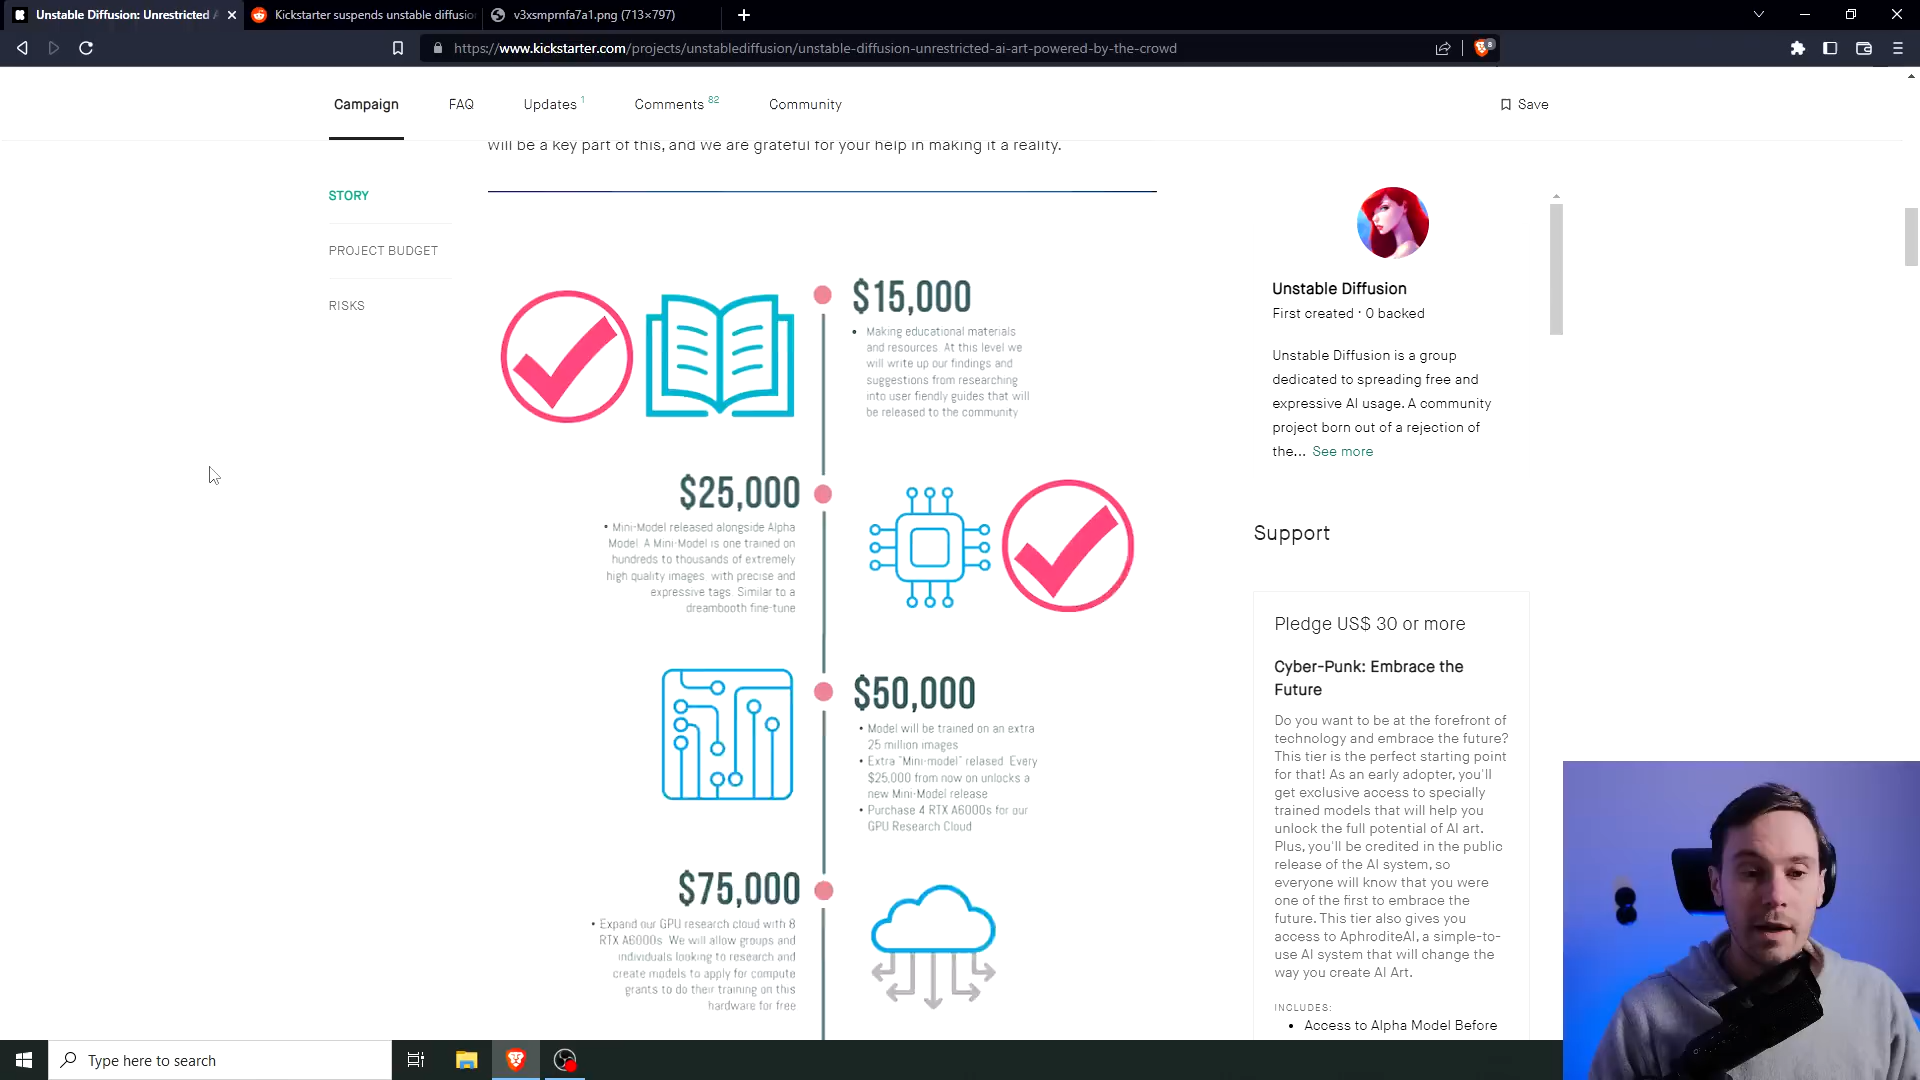 Unstable Diffusion: Unrestricted A
Kickstarter suspends unstable diffusion
v3xsmprnfa7a1.png (713×797)
https://www.kickstarter.com/projects/unstablediffusion/unstable-diffusion-unrestricted-ai-art-powered-by-the-crowd
8
Campaign
FAQ
Updates 1
Comments 82
Community
Save
will be a key part of this, and we are grateful for your help in making it a reality.
STORY
PROJECT BUDGET
RISKS
$15,000
• Making educational materials
and resources. At this level we
will write up our findings and
suggestions from researching
into user fiendly guides that will
be released to the community
$25,000
• Mini-Model released alongside Alpha
Model. A Mini-Model is one trained on
hundreds to thousands of extremely
high quality images with precise and
expressive tags. Similar to a
dreambooth fine-tune
$50,000
• Model will be trained on an extra
25 million images
• Extra "Mini-model" relased. Every
$25,000 from now on unlocks a
new Mini-Model release
• Purchase 4 RTX A6000s for our
GPU Research Cloud
$75,000
• Expand our GPU research cloud with 8
RTX A6000s. We will allow groups and
individuals looking to research and
create models to apply for compute
grants to do their training on this
hardware for free
Unstable Diffusion
First created · 0 backed
Unstable Diffusion is a group
dedicated to spreading free and
expressive AI usage. A community
project born out of a rejection of
the... See more
Support
Pledge US$ 30 or more
Cyber-Punk: Embrace the
Future
Do you want to be at the forefront of
technology and embrace the future?
This tier is the perfect starting point
for that! As an early adopter, you'll
get exclusive access to specially
trained models that will help you
unlock the full potential of AI art.
Plus, you'll be credited in the public
release of the AI system, so
everyone will know that you were
one of the first to embrace the
future. This tier also gives you
access to AphroditeAI, a simple-to-
use AI system that will change the
way you create AI Art.
INCLUDES:
• Access to Alpha Model Before
Type here to search